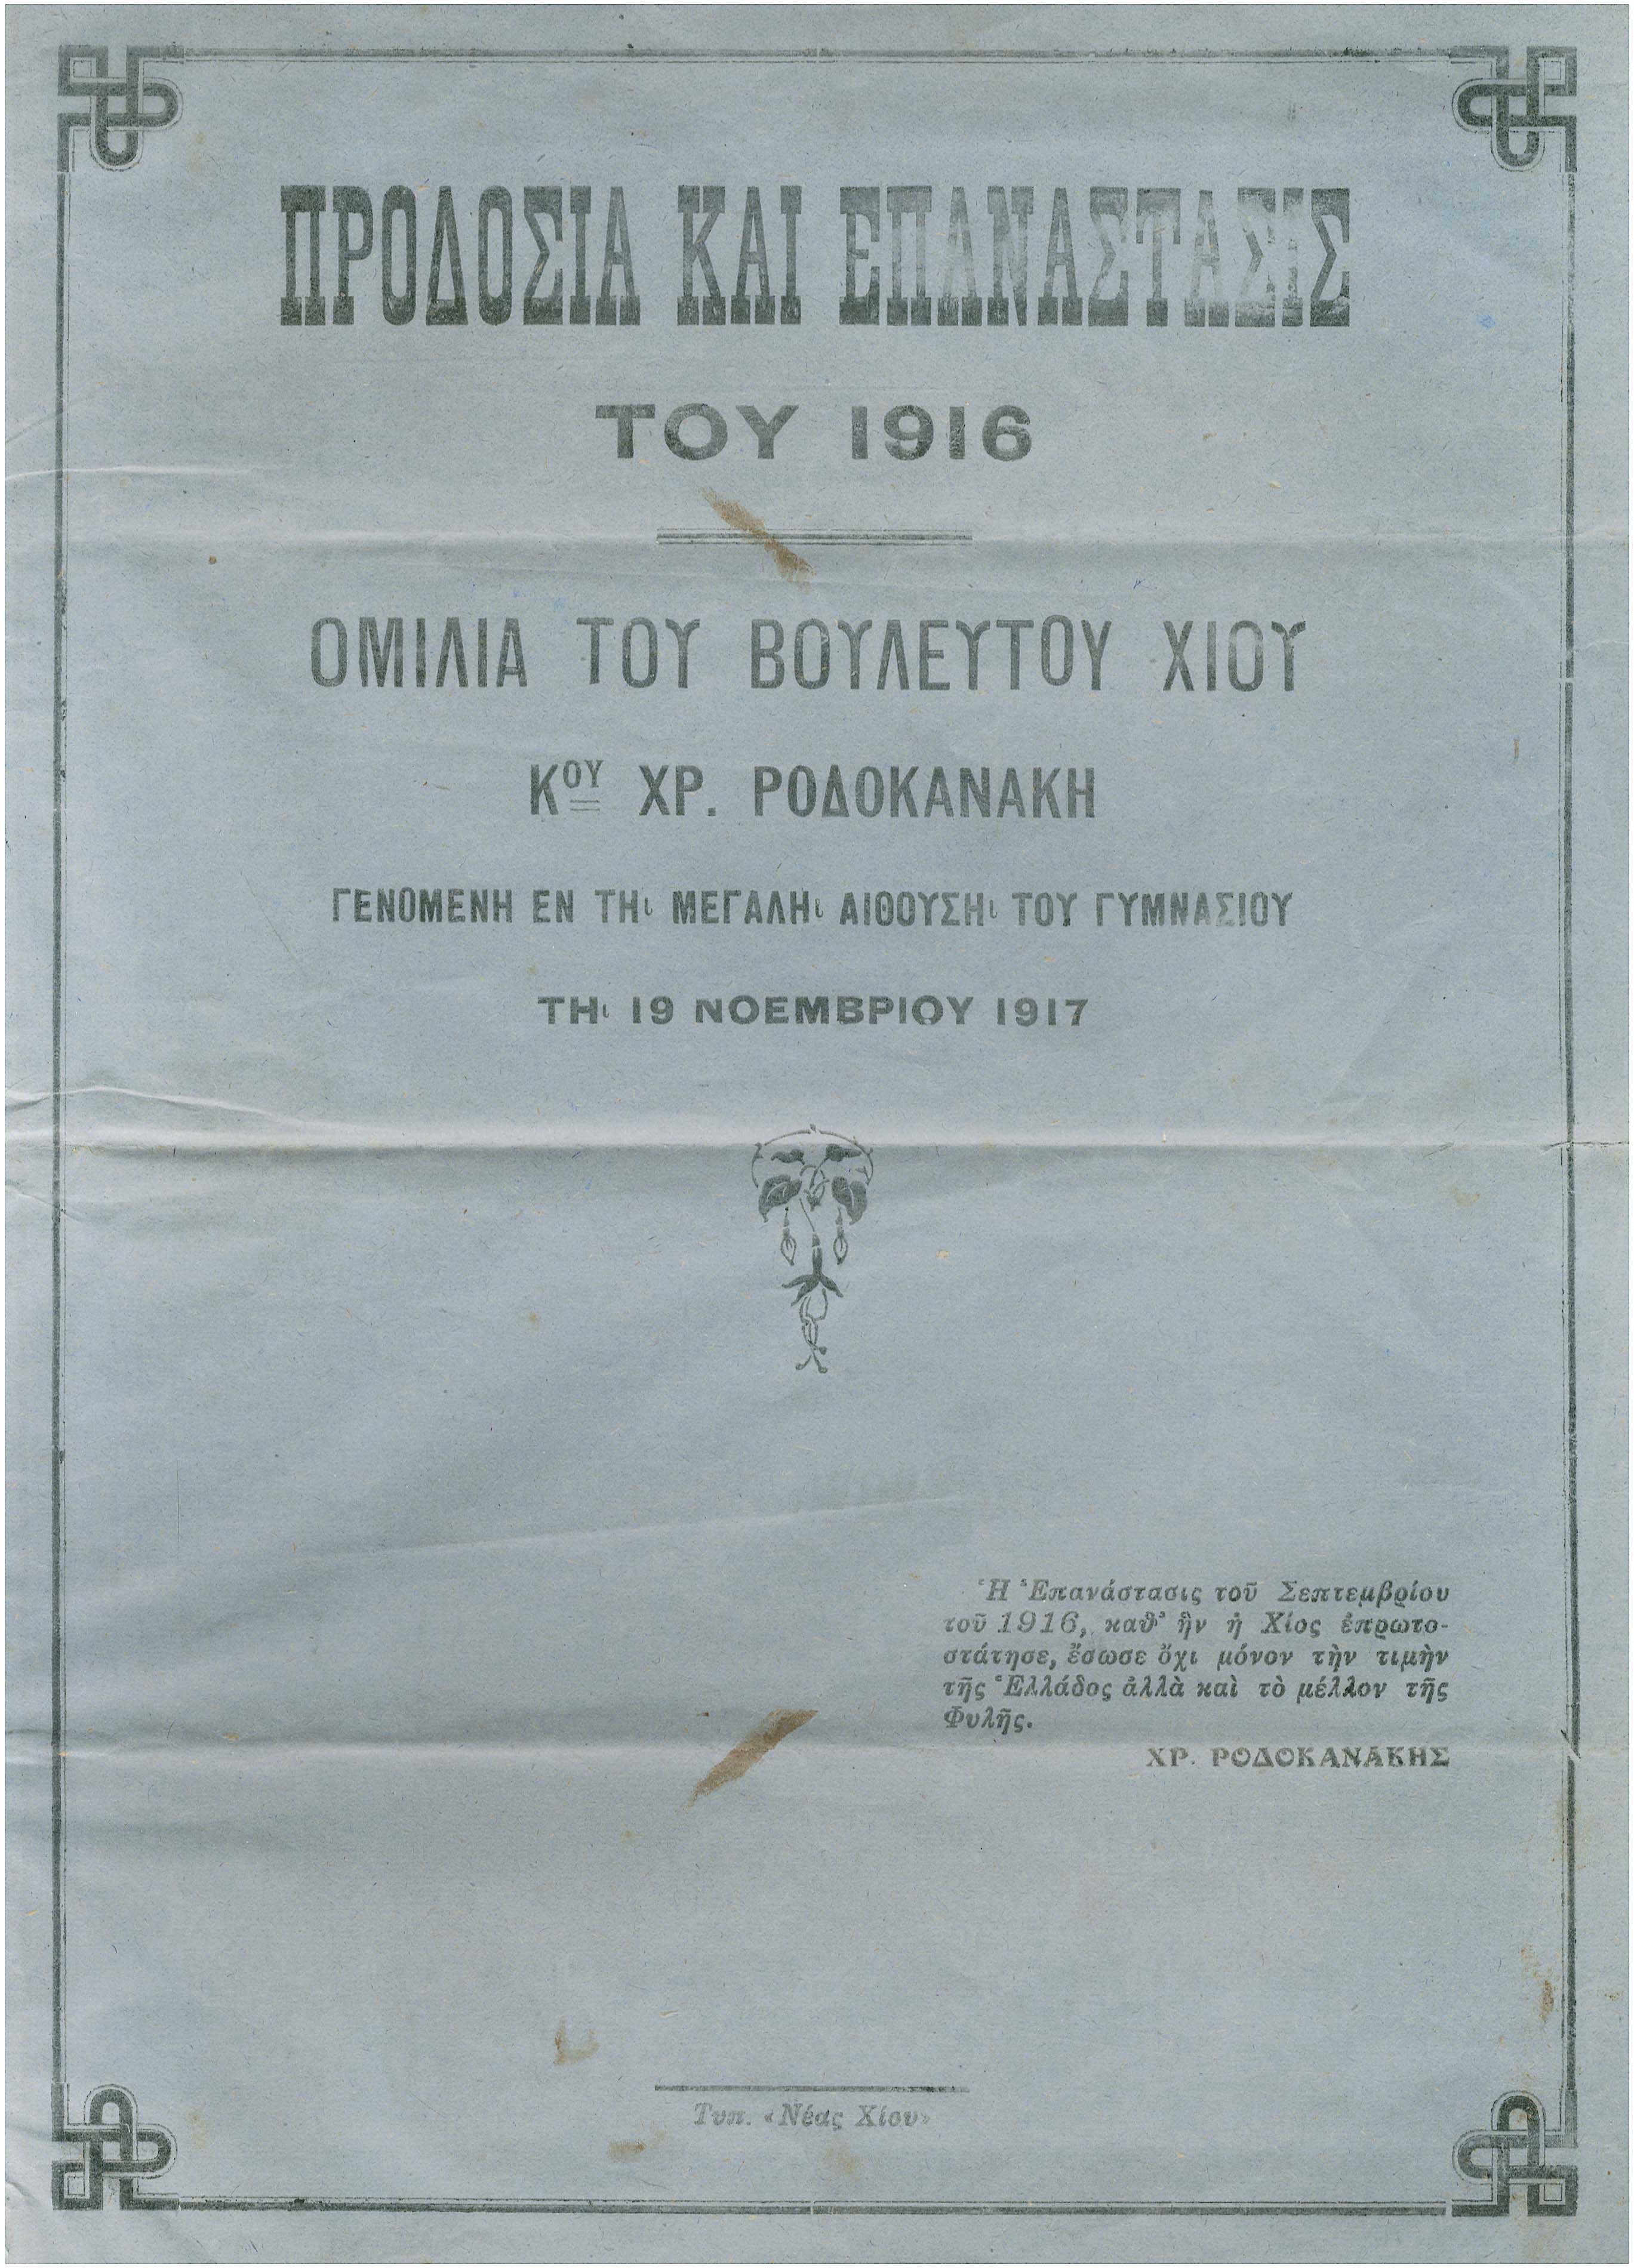 ΠΡΟΔΟΣΙΑ ΚΑΙ ΕΠΑΝΑΣΤΑΣΙΣ
ΤΟΥ 1916
ΟΜΙΛΙΑ ΤΟΥ ΒΟΥΛΕΥΤΟΥ ΧΙΟΥ
ΚΟΥ ΧΡ. ΡΟΔΟΚΑΝΑΚΗ
ΓΕΝΟΜΕΝΗ ΕΝ ΤΗι ΜΕΓΑΛΗι ΑΙΘΟΥΣΗι ΤΟΥ ΓΥΜΝΑΣΙΟΥ
ΤΗι 19 ΝΟΕΜΒΡΙΟΥ 1917
Ἡ Ἐπανάστασις τοῦ Σεπτεμβρίου
τοῦ 1916, καθ' ἣν ἡ Χίος ἐπρωτο-
στάτησε, ἔσωσε ὄχι μόνον τὴν τιμὴν
τῆς Ἑλλάδος ἀλλὰ καὶ τὸ μέλλον τῆς
Φυλῆς.
ΧΡ. ΡΟΔΟΚΑΝΑΚΗΣ
Τυπ. «Νέας Χίου»